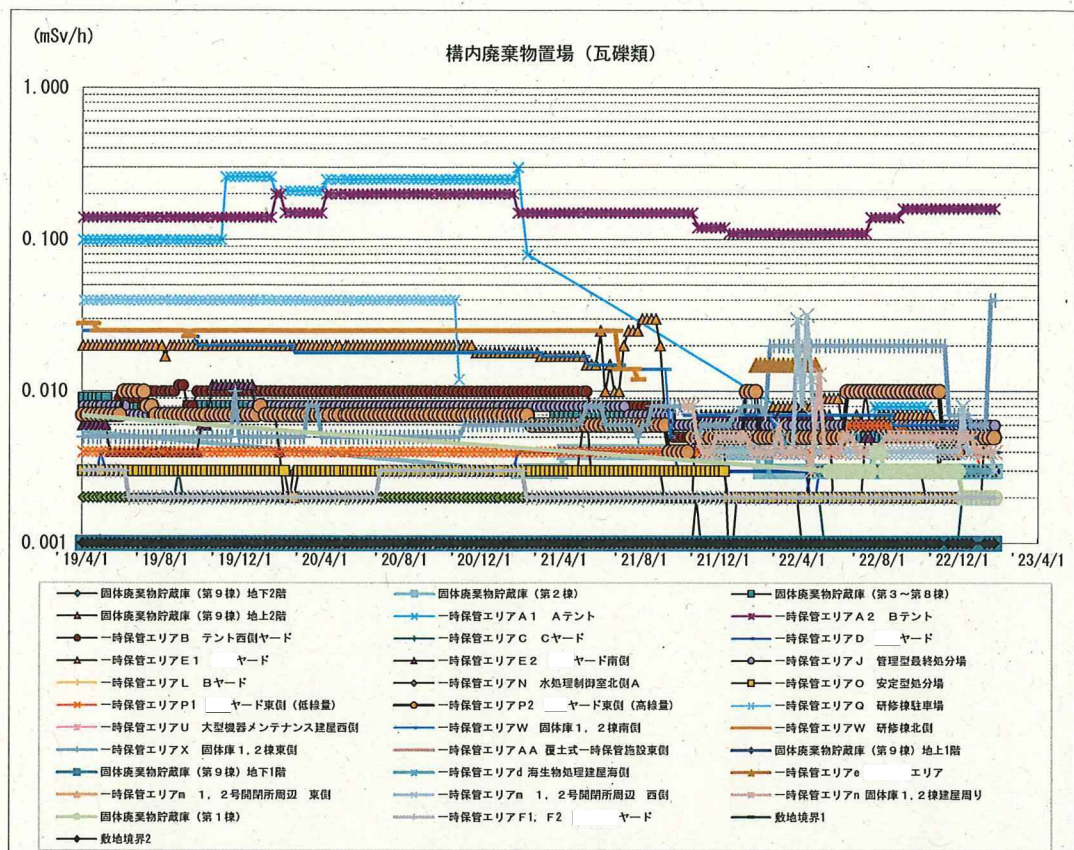 (mSv/h)
構内廃棄物置場（瓦礫類）
1.000
0.100
0.010
0.001
'19/4/1 '19/8/1 '19/12/1 '20/4/1 '20/8/1 '20/12/1 '21/4/1 '21/8/1 '21/12/1 '22/4/1 '22/8/1 '22/12/1 '23/4/1
固体廃棄物貯蔵庫（第９棟）地下2階 固体廃棄物貯蔵庫（第２棟） 固体廃棄物貯蔵庫（第３～第８棟）
固体廃棄物貯蔵庫（第９棟）地上2階 一時保管エリアＡ１ Ａテント 一時保管エリアＡ２ Ｂテント
一時保管エリアＢ テント西側ヤード 一時保管エリアＣ Ｃヤード 一時保管エリアＤ ヤード
一時保管エリアＥ１ ヤード 一時保管エリアＥ２ ヤード南側 一時保管エリアＪ 管理型最終処分場
一時保管エリアＬ Ｂヤード 一時保管エリアＮ 水処理制御室北側Ａ 一時保管エリアＯ 安定型処分場
一時保管エリアＰ１ ヤード東側（低線量） 一時保管エリアＰ２ ヤード東側（高線量） 一時保管エリアＱ 研修棟駐車場
一時保管エリアＵ 大型機器メンテナンス建屋西側 一時保管エリアＷ 固体庫１,２棟南側 一時保管エリアＷ 研修棟北側
一時保管エリアＸ 固体庫１,２棟東側 一時保管エリアＡＡ 覆土式一時保管施設東側 固体廃棄物貯蔵庫（第９棟）地上1階
固体廃棄物貯蔵庫（第９棟）地下1階 一時保管エリアｄ 海生物処理建屋海側 一時保管エリアｅ エリア
一時保管エリアｍ １，２号開閉所周辺 東側 一時保管エリアｍ １，２号開閉所周辺 西側 一時保管エリアｎ 固体庫１,２棟建屋周り
固体廃棄物貯蔵庫（第１棟） 一時保管エリアＦ１，Ｆ２ ヤード 敷地境界1
敷地境界2